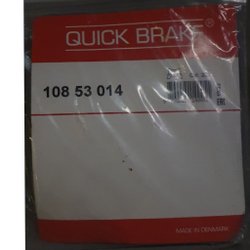 QUICK BRAKE
®
108 53 014
MADE IN DENMARK